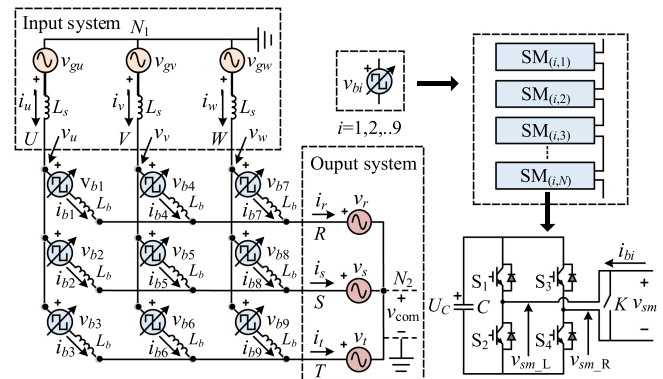 Input system
N1
vgu vgv vgw
iu Ls iv Ls iw Ls
U V W
vu vv vw
vb1 vb4 vb7
ib1 Lb ib4 Lb ib7 Lb
vb2 vb5 vb8
ib2 Lb ib5 Lb ib8 Lb
vb3 vb6 vb9
ib3 Lb ib6 Lb ib9 Lb
Ouput system
ir vr
R
is vs
S
N2
+
vcom
−
it vt
T
vbi
i=1,2,..9
SM(i,1)
SM(i,2)
SM(i,3)
SM(i,N)
ibi
S1 S3
UC + C
K
+
vsm
−
S2 S4
vsm_L vsm_R